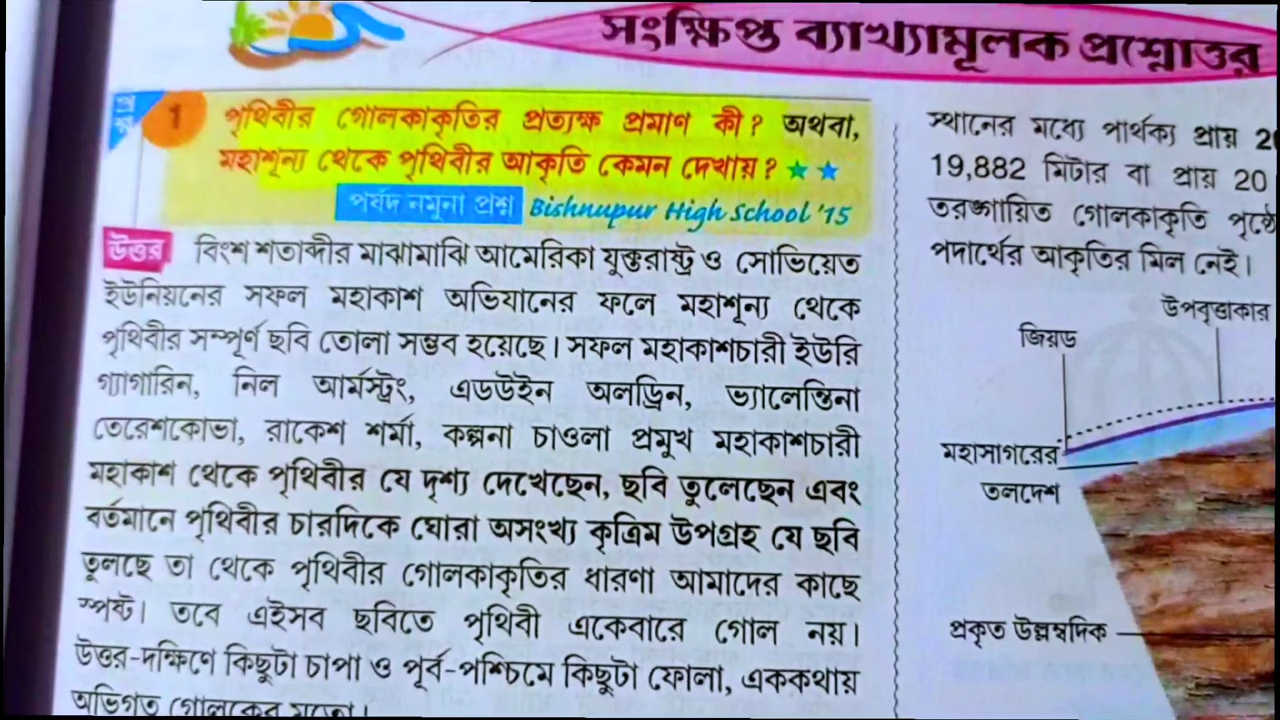 সংক্ষিপ্ত ব্যাখ্যামূলক প্রশ্নোত্তর
প্রশ্ন 1 পৃথিবীর গোলকাকৃতির প্রত্যক্ষ প্রমাণ কী? অথবা,
মহাশূন্য থেকে পৃথিবীর আকৃতি কেমন দেখায়? ★ ★
পর্ষদ নমুনা প্রশ্ন Bishnupur High School '15
উত্তর বিংশ শতাব্দীর মাঝামাঝি আমেরিকা যুক্তরাষ্ট্র ও সোভিয়েত
ইউনিয়নের সফল মহাকাশ অভিযানের ফলে মহাশূন্য থেকে
পৃথিবীর সম্পূর্ণ ছবি তোলা সম্ভব হয়েছে। সফল মহাকাশচারী ইউরি
গ্যাগারিন, নিল আর্মস্ট্রং, এডউইন অলড্রিন, ভ্যালেন্তিনা
তেরেশকোভা, রাকেশ শর্মা, কল্পনা চাওলা প্রমুখ মহাকাশচারী
মহাকাশ থেকে পৃথিবীর যে দৃশ্য দেখেছেন, ছবি তুলেছেন এবং
বর্তমানে পৃথিবীর চারদিকে ঘোরা অসংখ্য কৃত্রিম উপগ্রহ যে ছবি
তুলছে তা থেকে পৃথিবীর গোলকাকৃতির ধারণা আমাদের কাছে
স্পষ্ট। তবে এইসব ছবিতে পৃথিবী একেবারে গোল নয়।
উত্তর-দক্ষিণে কিছুটা চাপা ও পূর্ব-পশ্চিমে কিছুটা ফোলা, এককথায়
অভিগত গোলকের মতো।
স্থানের মধ্যে পার্থক্য প্রায় 20
19,882 মিটার বা প্রায় 20
তরঙ্গায়িত গোলকাকৃতি পৃষ্ঠে
পদার্থের আকৃতির মিল নেই।
উপবৃত্তাকার
জিয়ড
মহাসাগরের
তলদেশ
প্রকৃত উল্লম্বদিক